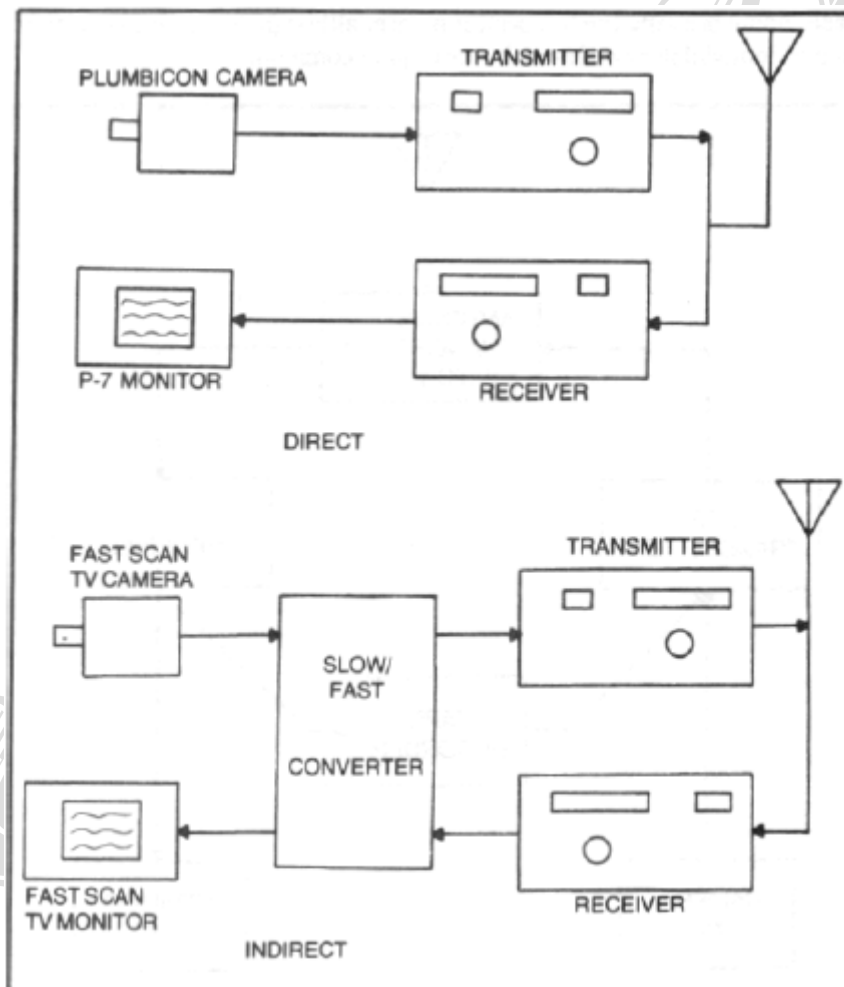 TRANSMITTER
PLUMBICON CAMERA
P-7 MONITOR
RECEIVER
DIRECT
FAST SCAN
TV CAMERA
TRANSMITTER
SLOW/
FAST
CONVERTER
FAST SCAN
TV MONITOR
RECEIVER
INDIRECT